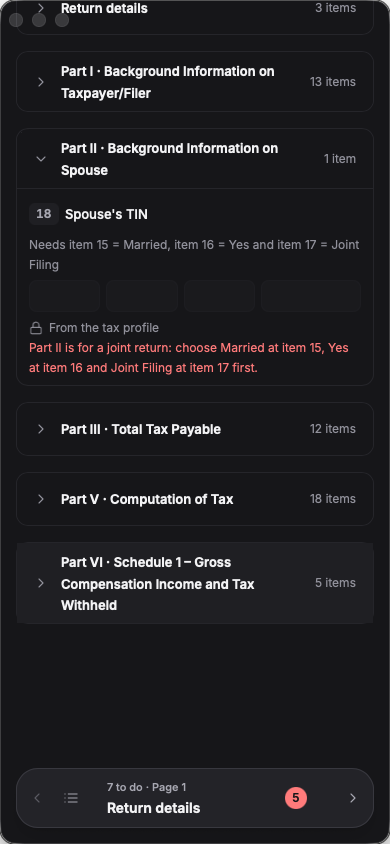 Return details
3 items
Part I · Background Information on
Taxpayer/Filer
13 items
Part II · Background Information on
Spouse
1 item
18 Spouse's TIN
Needs item 15 = Married, item 16 = Yes and item 17 = Joint
Filing
From the tax profile
Part II is for a joint return: choose Married at item 15, Yes
at item 16 and Joint Filing at item 17 first.
Part III · Total Tax Payable
12 items
Part V · Computation of Tax
18 items
Part VI · Schedule 1 – Gross
Compensation Income and Tax
Withheld
5 items
7 to do · Page 1
Return details
5